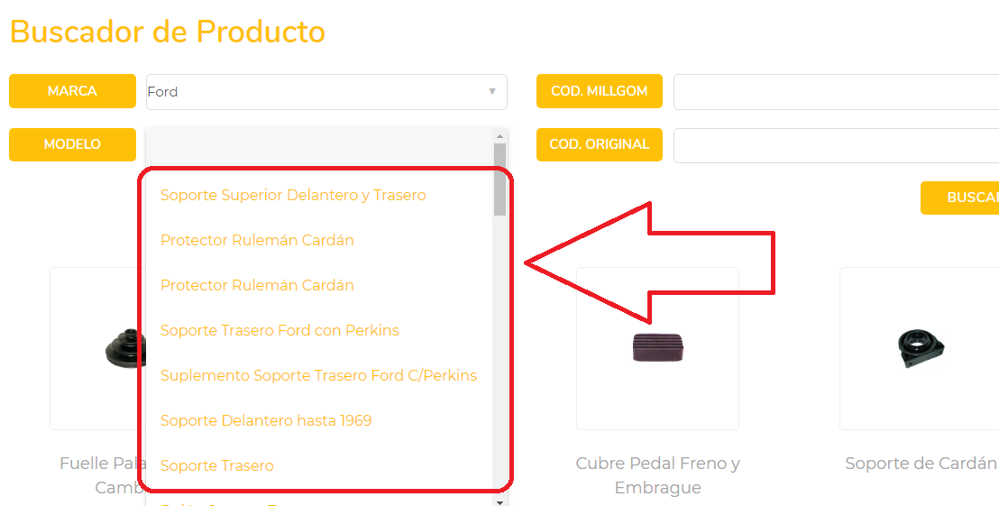 Buscador de Producto
MARCA
Ford
COD. MILLGOM
MODELO
COD. ORIGINAL
Soporte Superior Delantero y Trasero
Protector Rulemán Cardán
Protector Rulemán Cardán
Soporte Trasero Ford con Perkins
Suplemento Soporte Trasero Ford C/Perkins
Soporte Delantero hasta 1969
Soporte Trasero
BUSCA
Fuelle Pala
Camb
Cubre Pedal Freno y
Embrague
Soporte de Cardán